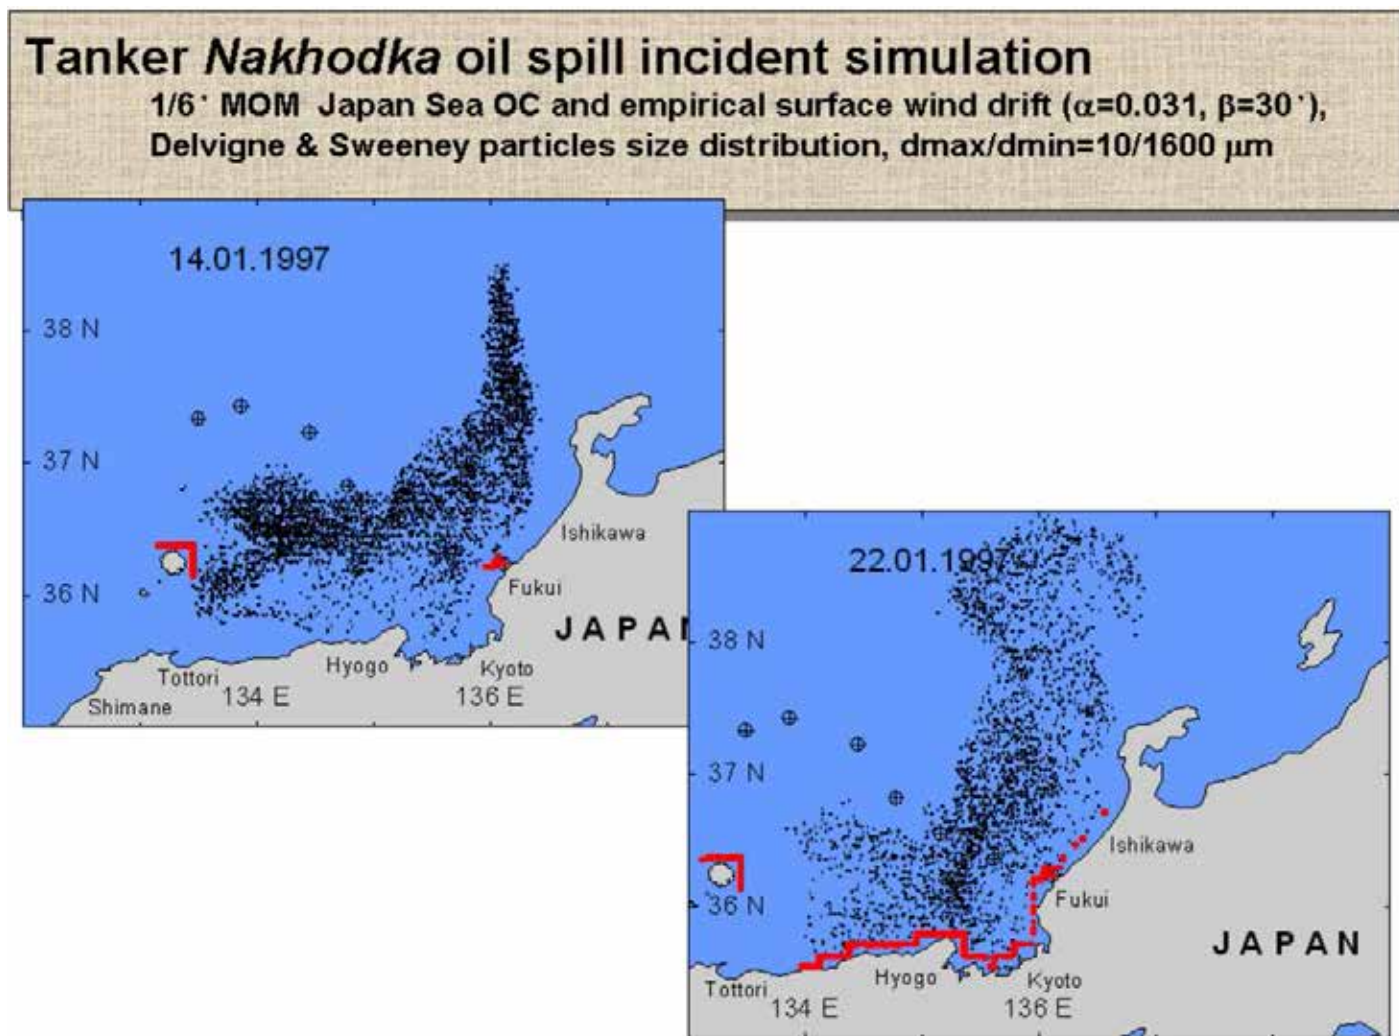 Tanker Nakhodka oil spill incident simulation
1/6˙ MOM Japan Sea OC and empirical surface wind drift (α=0.031, β=30˙),
Delvigne & Sweeney particles size distribution, dmax/dmin=10/1600 μm
14.01.1997
38 N
37 N
Ishikawa
36 N
Fukui
JAPAN
Hyogo
Kyoto
Tottori
134 E
136 E
Shimane
22.01.1997
38 N
37 N
Ishikawa
36 N
Fukui
JAPAN
Hyogo
Kyoto
Tottori
134 E
136 E